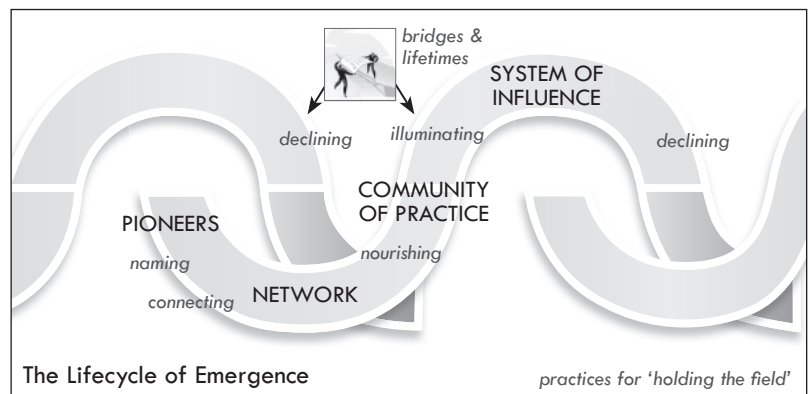 bridges &
lifetimes
SYSTEM OF
INFLUENCE
declining
illuminating
declining
COMMUNITY
OF PRACTICE
PIONEERS
nourishing
naming
connecting
NETWORK
The Lifecycle of Emergence
practices for ‘holding the field’